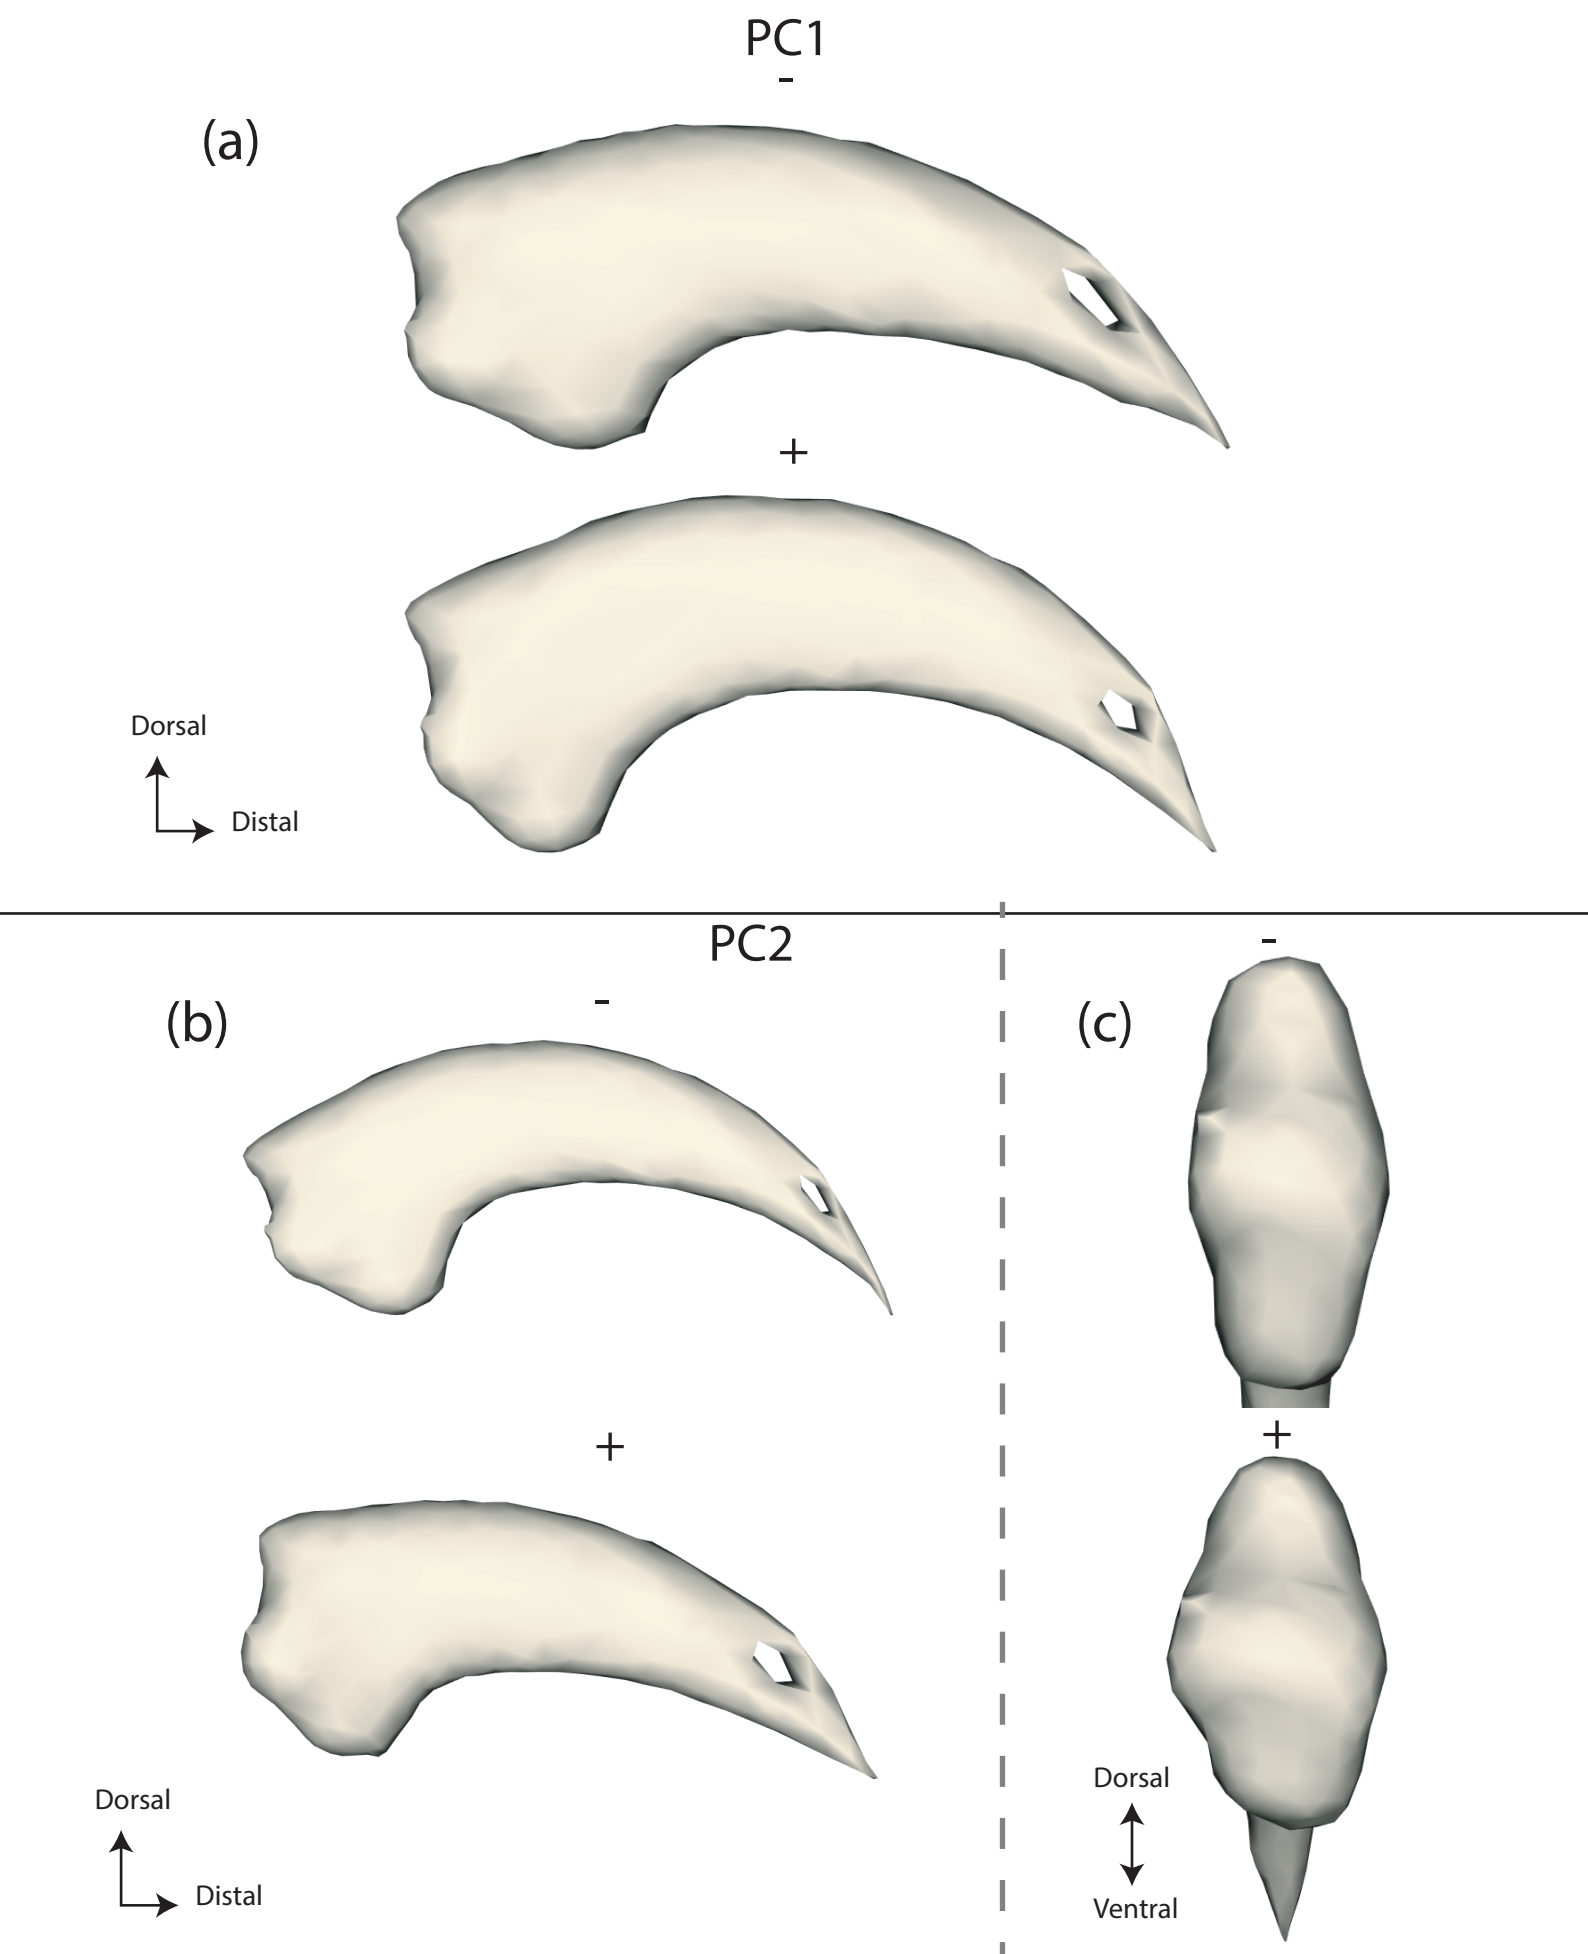 PC1
-
(a)
+
Dorsal
Distal
PC2
-
-
(b)
(c)
+
+
Dorsal
Dorsal
Distal
Ventral